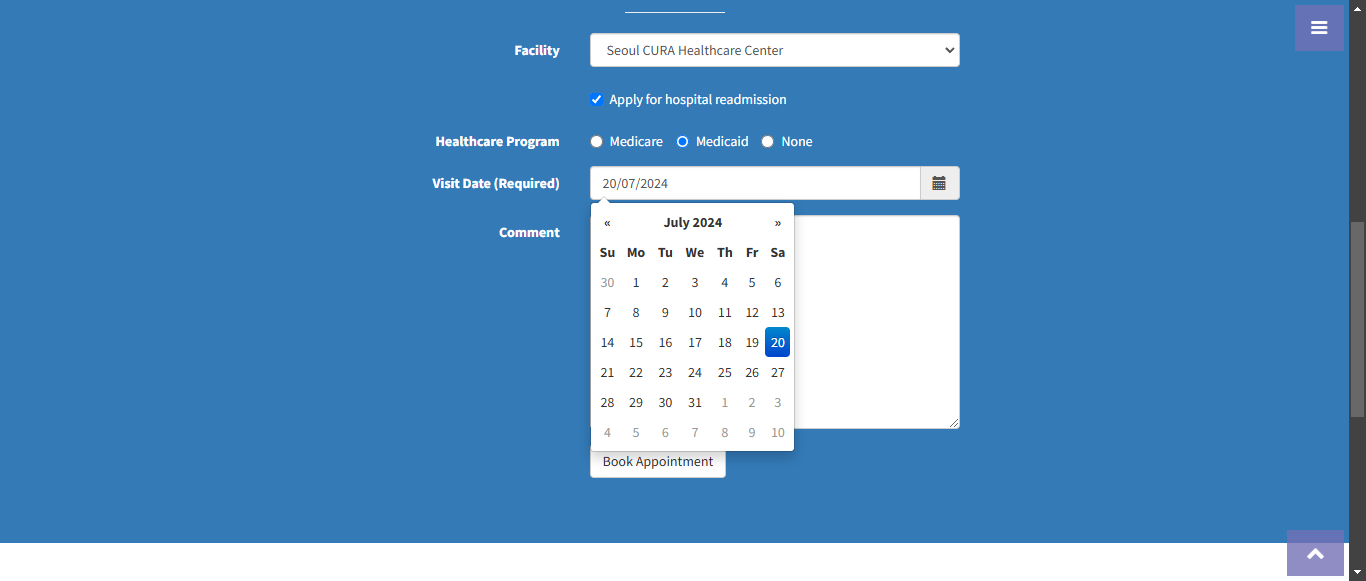 Facility Seoul CURA Healthcare Center
Apply for hospital readmission
Healthcare Program Medicare Medicaid None
Visit Date (Required) 20/07/2024
Comment
« July 2024 »
Su Mo Tu We Th Fr Sa
30 1 2 3 4 5 6
7 8 9 10 11 12 13
14 15 16 17 18 19 20
21 22 23 24 25 26 27
28 29 30 31 1 2 3
4 5 6 7 8 9 10
Book Appointment